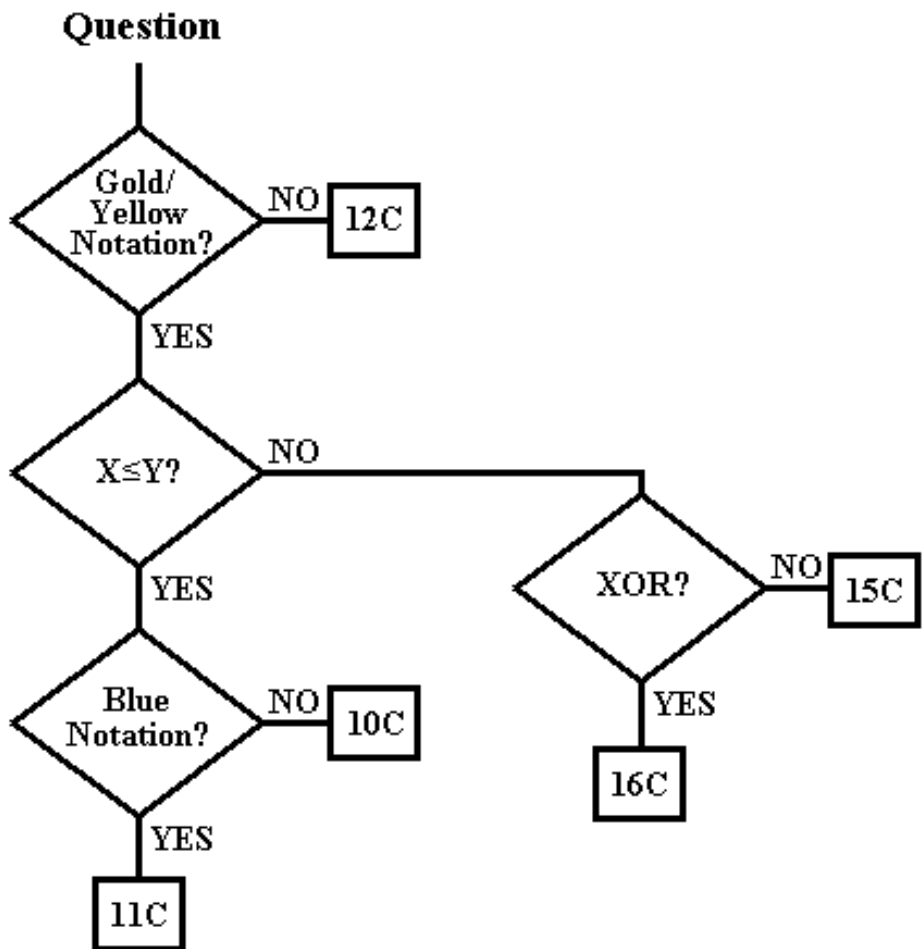 Question
Gold/
Yellow
Notation?
NO
12C
YES
X≤Y?
NO
YES
XOR?
NO
15C
YES
16C
Blue
Notation?
NO
10C
YES
11C